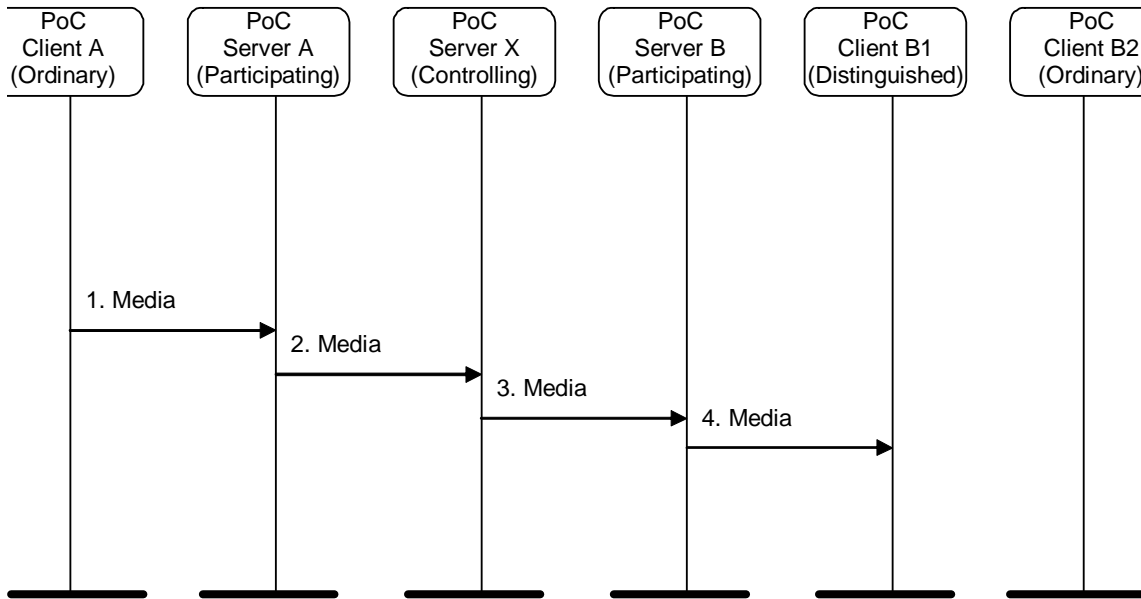 PoC
Client A
(Ordinary)
PoC
Server A
(Participating)
PoC
Server X
(Controlling)
PoC
Server B
(Participating)
PoC
Client B1
(Distinguished)
PoC
Client B2
(Ordinary)
1. Media
2. Media
3. Media
4. Media